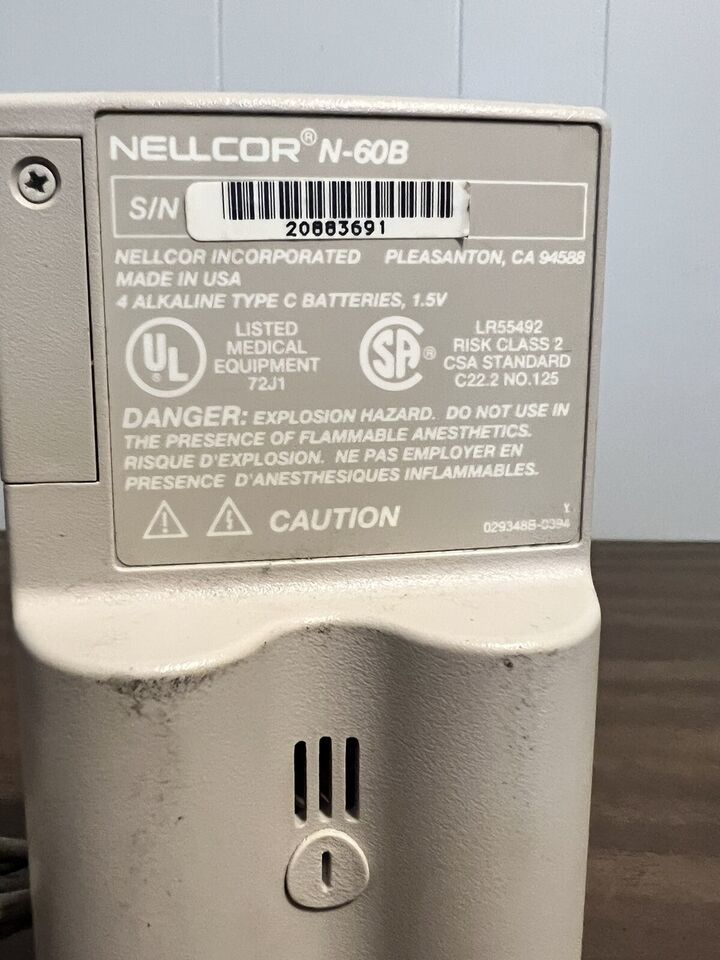 NELLCOR® N-60B
S/N 20883691
NELLCOR INCORPORATED PLEASANTON, CA 94588
MADE IN USA
4 ALKALINE TYPE C BATTERIES, 1.5V
UL® LISTED MEDICAL EQUIPMENT 72J1
SA® LR55492
RISK CLASS 2
CSA STANDARD
C22.2 NO.125
DANGER: EXPLOSION HAZARD. DO NOT USE IN
THE PRESENCE OF FLAMMABLE ANESTHETICS.
RISQUE D'EXPLOSION. NE PAS EMPLOYER EN
PRESENCE D'ANESTHESIQUES INFLAMMABLES.
CAUTION
029348B-0394